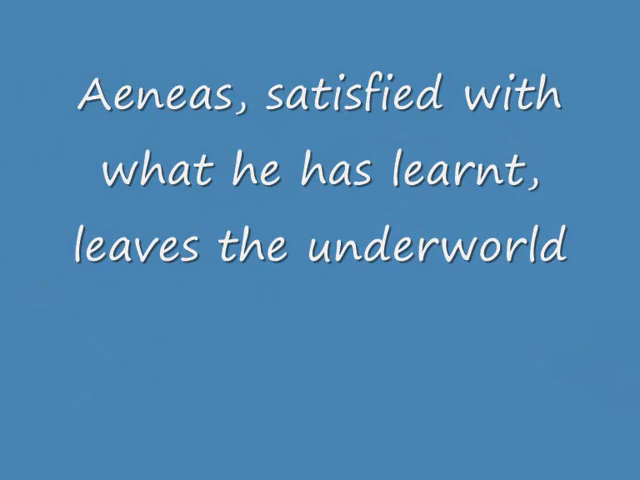 Aeneas, satisfied with
what he has learnt,
leaves the underworld